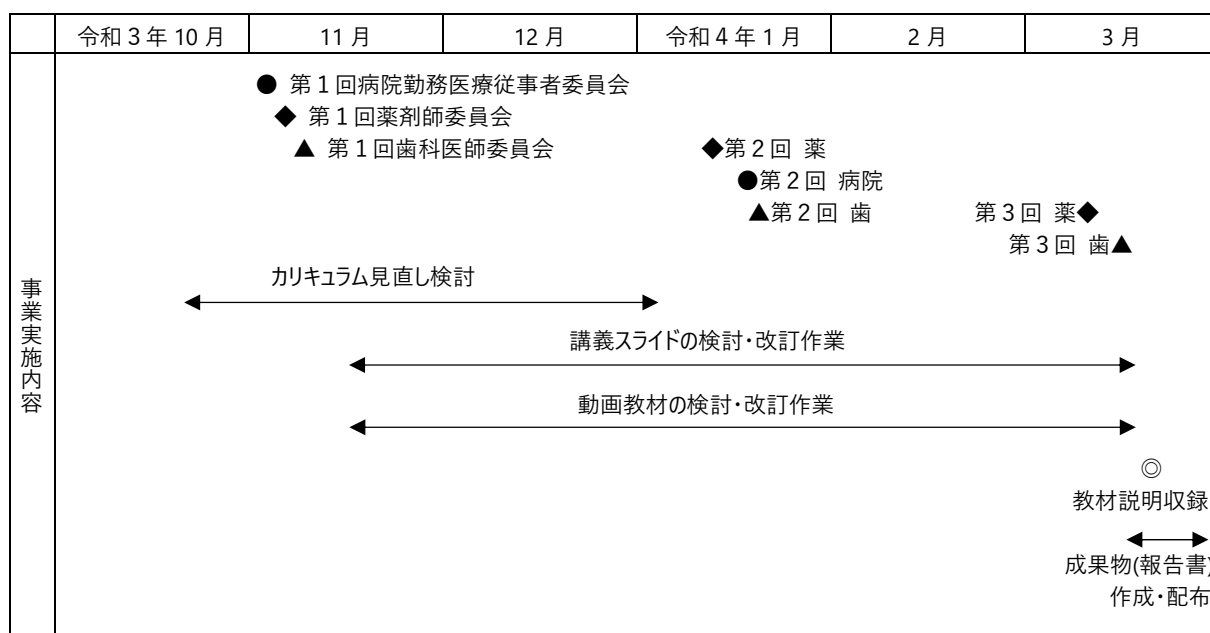 令和３年 10 月 11 月 12 月 令和４年１月 ２月 ３月
事業実施内容
● 第１回病院勤務医療従事者委員会
◆ 第１回薬剤師委員会
▲ 第１回歯科医師委員会
◆第２回 薬
●第２回 病院
▲第２回 歯
第３回 薬◆
第３回 歯▲
カリキュラム見直し検討
講義スライドの検討・改訂作業
動画教材の検討・改訂作業
◎
教材説明収録
成果物(報告書)
作成・配布